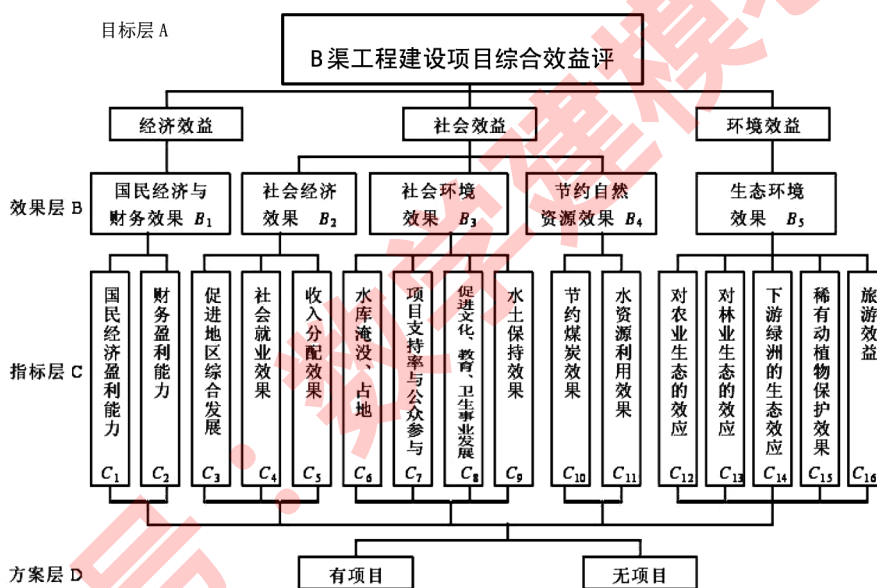 目标层 A
B 渠工程建设项目综合效益评
经济效益
社会效益
环境效益
效果层 B
国民经济与
财务效果 B₁
社会经济
效果 B₂
社会环境
效果 B₃
节约自然
资源效果 B₄
生态环境
效果 B₅
指标层 C
国民经济盈利能力 C₁
财务盈利能力 C₂
促进地区综合发展 C₃
社会就业效果 C₄
收入分配效果 C₅
水库淹没、占地 C₆
项目支持率与公众参与 C₇
促进文化、教育、卫生事业发展 C₈
水土保持效果 C₉
节约煤炭效果 C₁₀
水资源利用效果 C₁₁
对农业生态的效应 C₁₂
对林业生态的效应 C₁₃
下游绿洲的生态效应 C₁₄
稀有动植物保护效果 C₁₅
旅游效益 C₁₆
方案层 D
有项目
无项目
号：数学建模